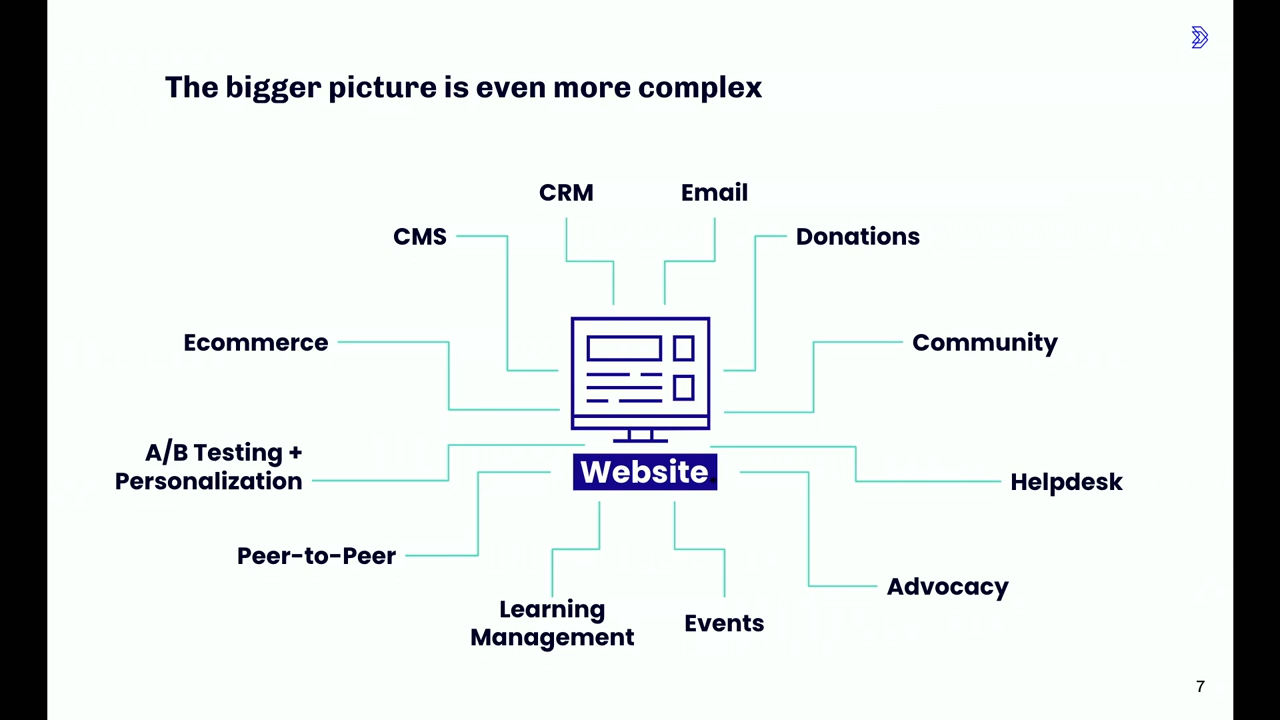 The bigger picture is even more complex
CRM
Email
CMS
Donations
Ecommerce
Community
A/B Testing +
Personalization
Website.
Helpdesk
Peer-to-Peer
Advocacy
Learning
Management
Events
7